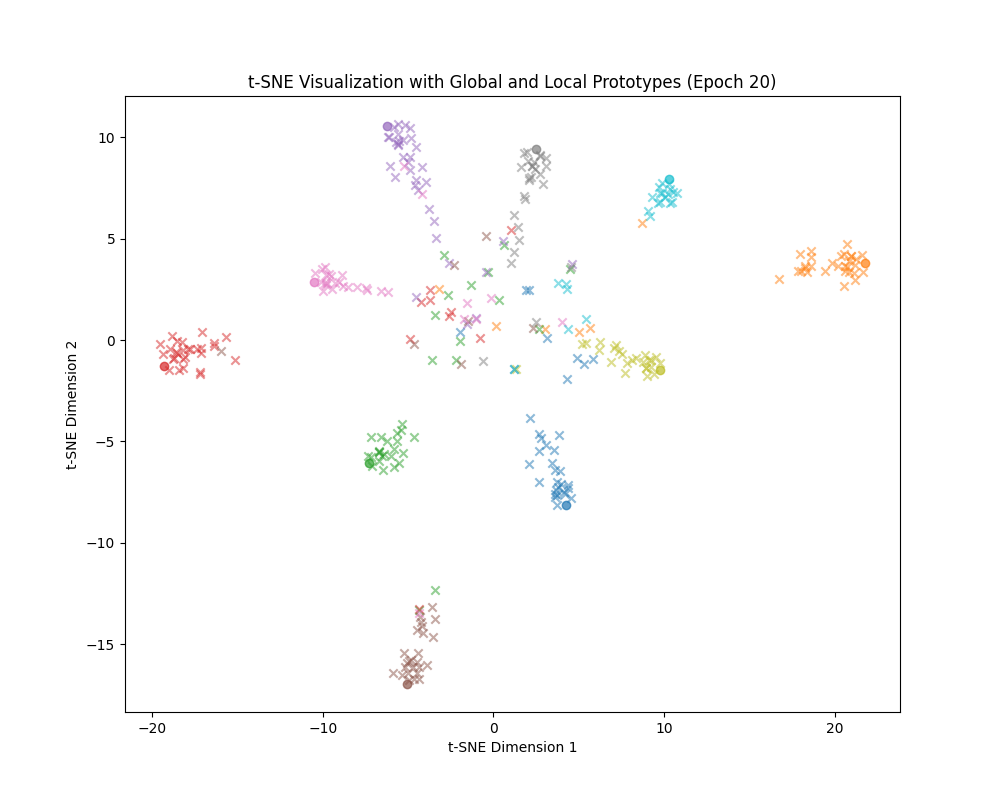 t-SNE Visualization with Global and Local Prototypes (Epoch 20)
10
5
0
−5
−10
−15
t-SNE Dimension 2
−20 −10 0 10 20
t-SNE Dimension 1